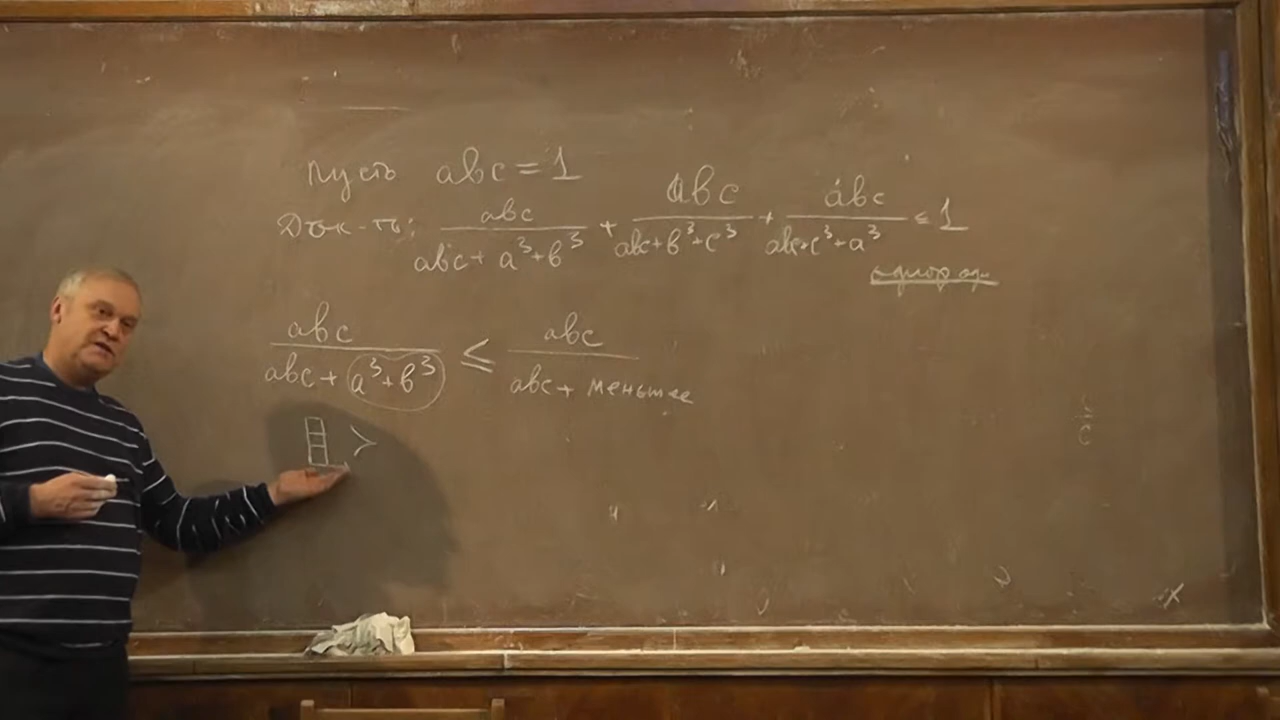 Пусть abc = 1
Док-ть: abc/(abc + a³ + b³) + abc/(abc + b³ + c³) + abc/(abc + c³ + a³) ≤ 1
однород.
abc/(abc + a³ + b³) ≤ abc/(abc + меньшее)
>